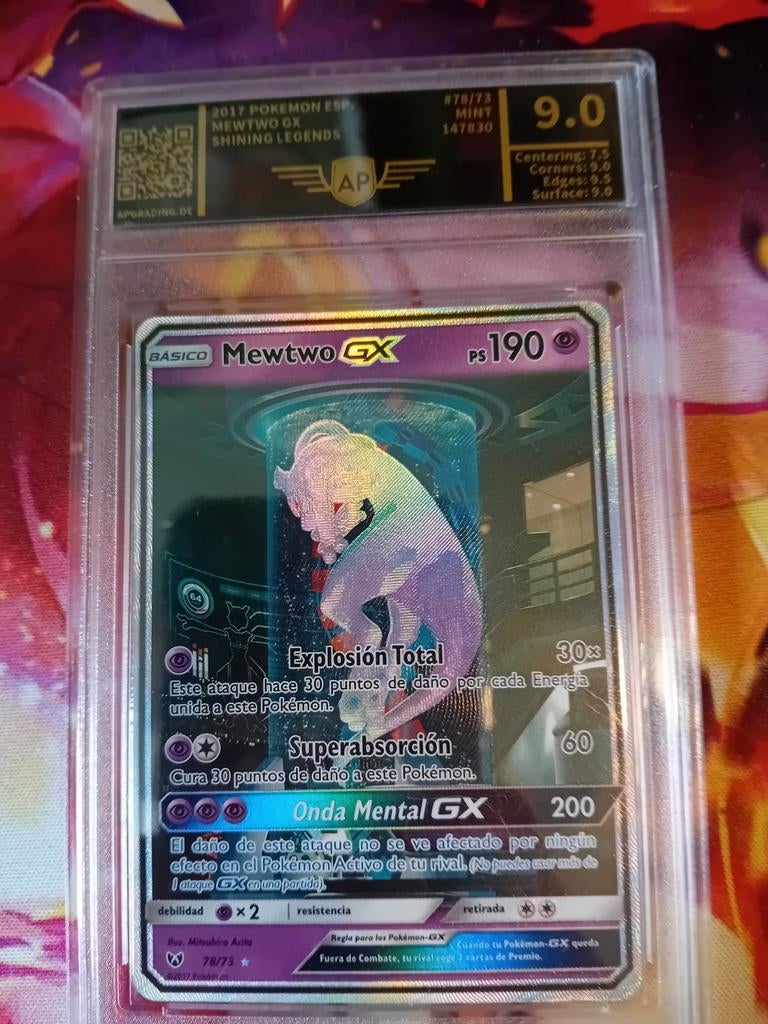 2017 POKEMON ESP.
MEWTWO GX
SHINING LEGENDS
#78/73
MINT
147830
9.0
Centering: 7.5
Corners: 9.0
Edges: 9.5
Surface: 9.0
AP
APGRADING.DE
BÁSICO Mewtwo GX PS 190
64
Explosión Total 30×
Este ataque hace 30 puntos de daño por cada Energía
unida a este Pokémon.
Superabsorción 60
Cura 30 puntos de daño a este Pokémon.
Onda Mental GX 200
El daño de este ataque no se ve afectado por ningún
efecto en el Pokémon Activo de tu rival. (No puedes usar más de
1 ataque GX en una partida).
debilidad ×2 resistencia retirada
Ilus. Mitsuhiro Arita
78/73
©2017 Pokémon
Regla para los Pokémon-GX Cuando tu Pokémon-GX queda
Fuera de Combate, tu rival coge 2 cartas de Premio.